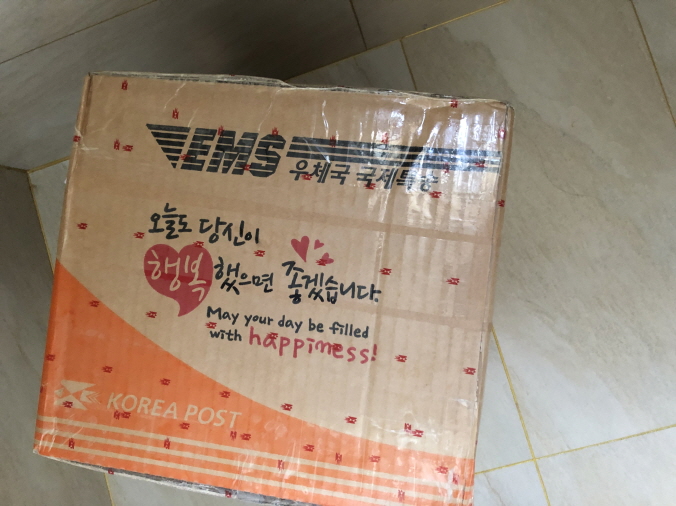 EMS 우체국 국제특송
오늘도 당신이
행복 했으면 좋겠습니다
May your day be filled
with happiness!
KOREA POST